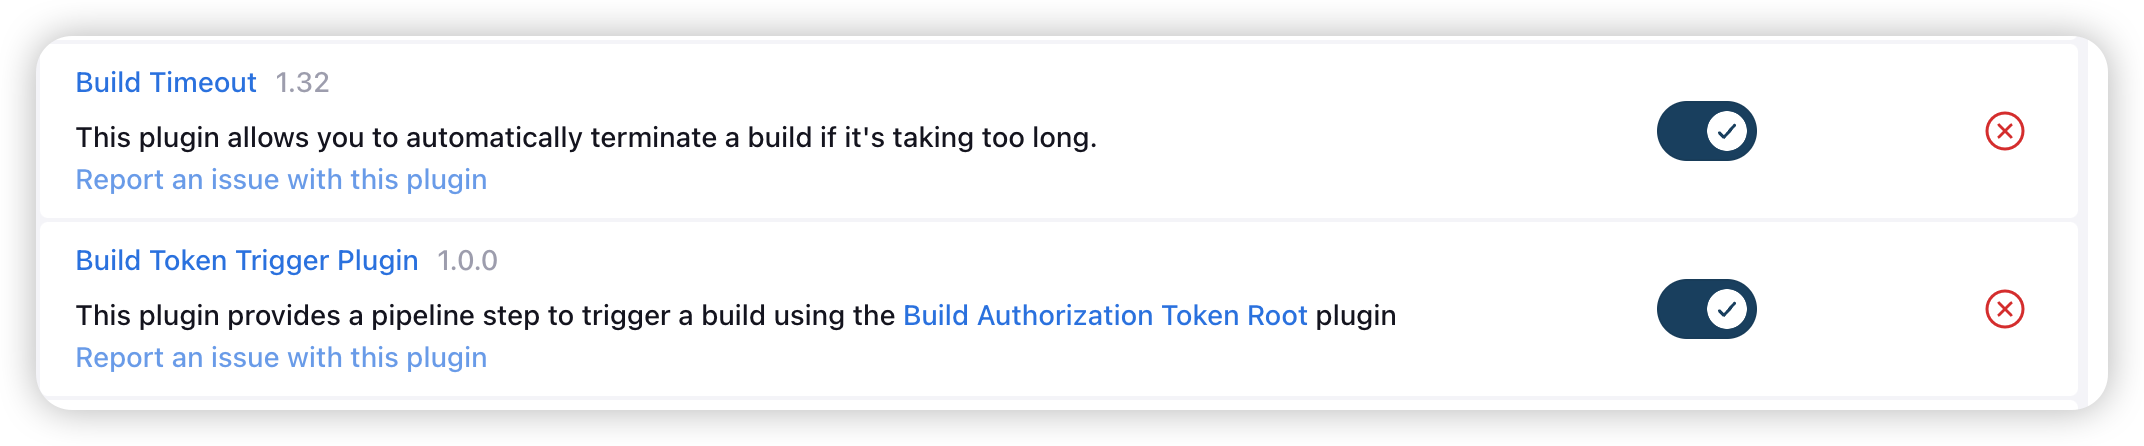 Build Timeout 1.32
This plugin allows you to automatically terminate a build if it's taking too long.
Report an issue with this plugin
Build Token Trigger Plugin 1.0.0
This plugin provides a pipeline step to trigger a build using the Build Authorization Token Root plugin
Report an issue with this plugin